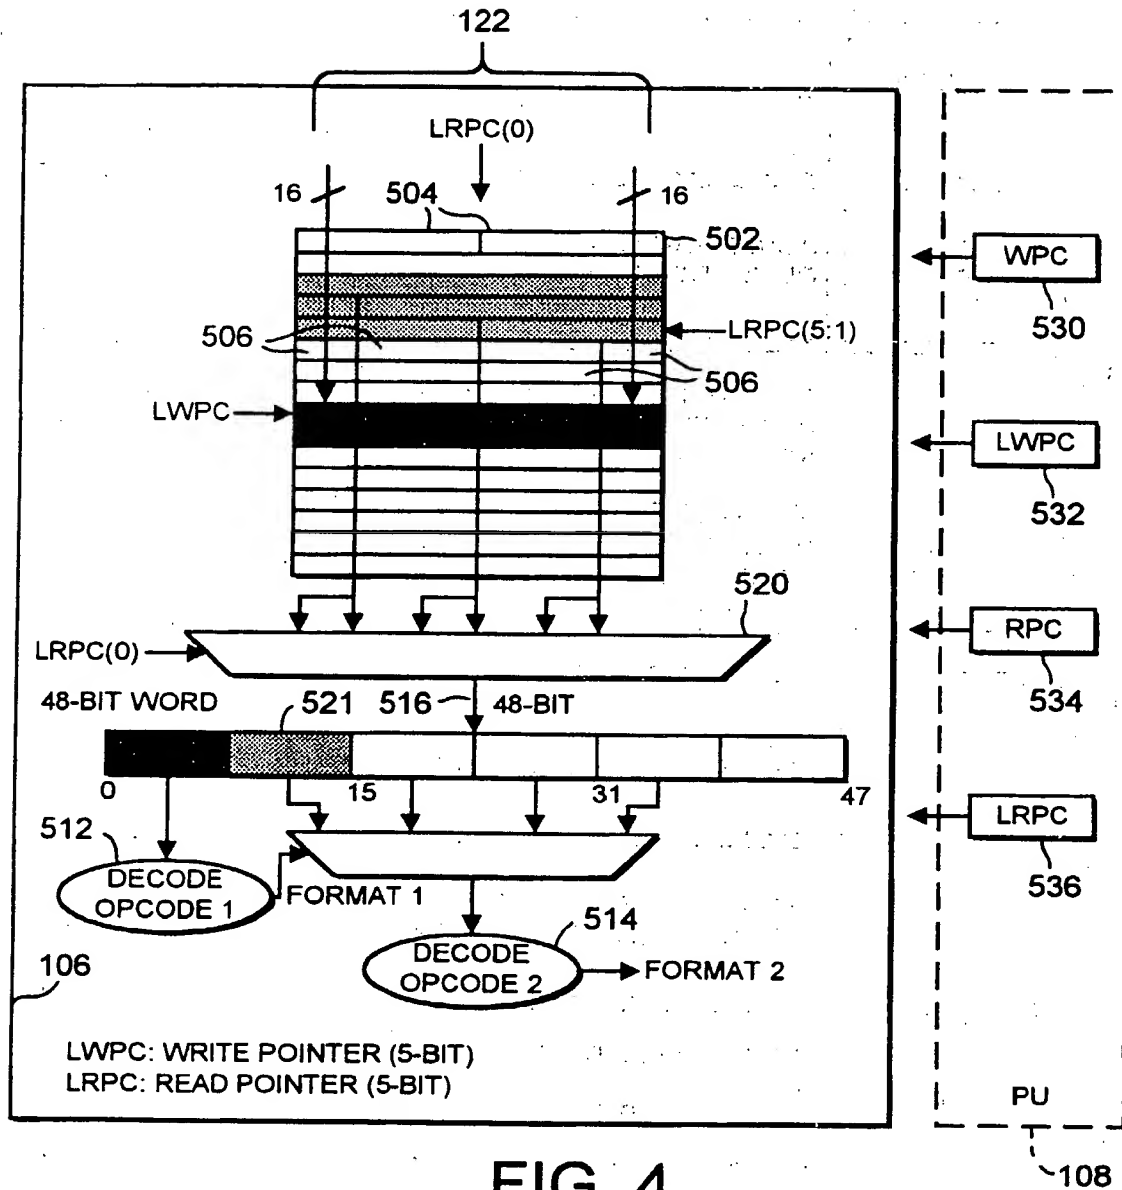 122
LRPC(0)
16
504
16
502
WPC
530
506
LRPC(5:1)
506
LWPC
LWPC
532
520
LRPC(0)
RPC
534
48-BIT WORD
521
516
48-BIT
0
15
31
47
LRPC
536
512
DECODE
OPCODE 1
FORMAT 1
514
DECODE
OPCODE 2
FORMAT 2
106
LWPC: WRITE POINTER (5-BIT)
LRPC: READ POINTER (5-BIT)
PU
108
FIG. 4